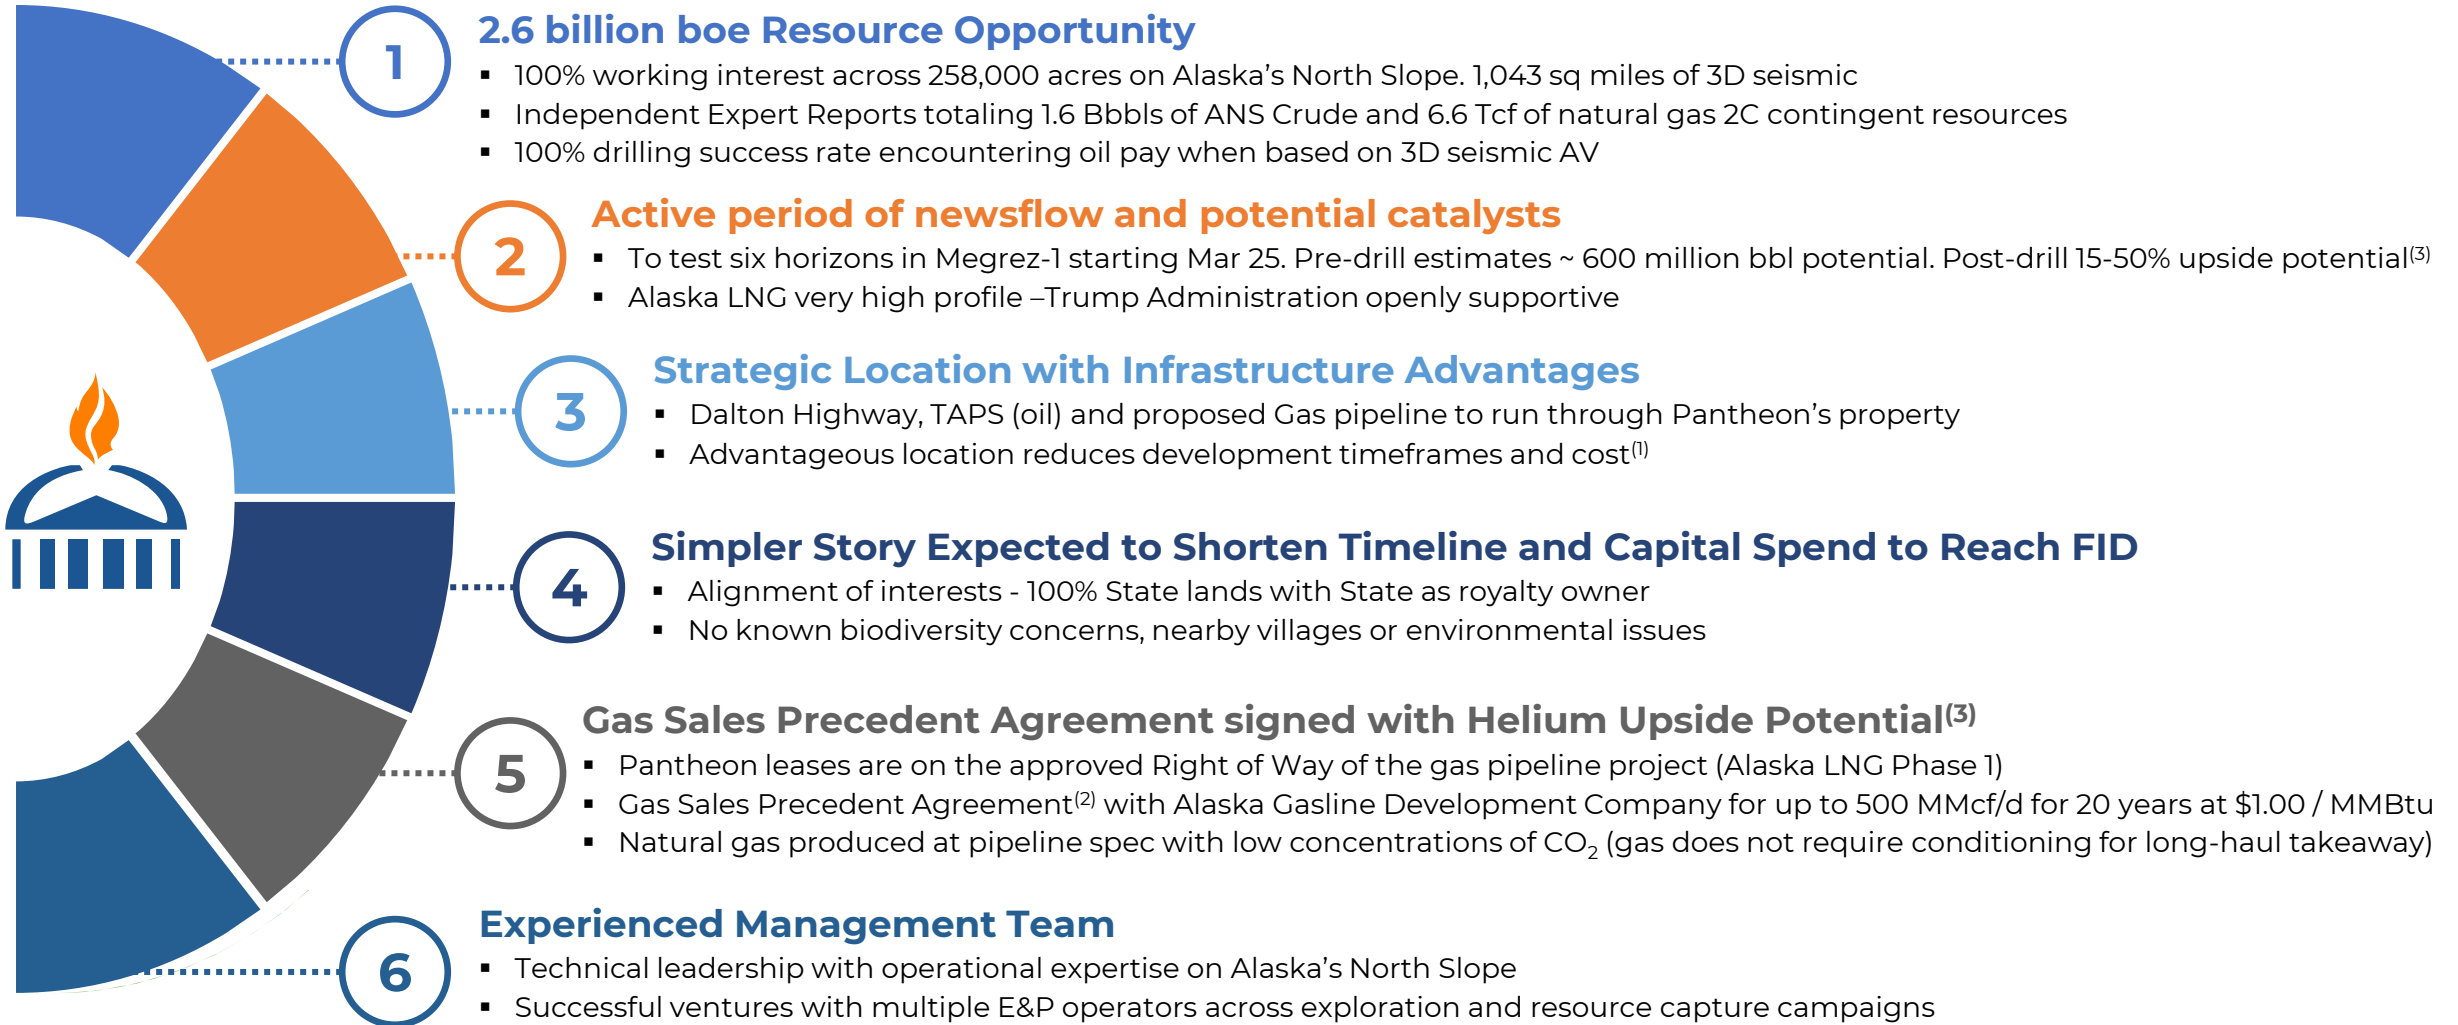 1
2.6 billion boe Resource Opportunity
▪ 100% working interest across 258,000 acres on Alaska’s North Slope. 1,043 sq miles of 3D seismic
▪ Independent Expert Reports totaling 1.6 Bbbls of ANS Crude and 6.6 Tcf of natural gas 2C contingent resources
▪ 100% drilling success rate encountering oil pay when based on 3D seismic AV
2
Active period of newsflow and potential catalysts
▪ To test six horizons in Megrez-1 starting Mar 25. Pre-drill estimates ~ 600 million bbl potential. Post-drill 15-50% upside potential(3)
▪ Alaska LNG very high profile –Trump Administration openly supportive
3
Strategic Location with Infrastructure Advantages
▪ Dalton Highway, TAPS (oil) and proposed Gas pipeline to run through Pantheon’s property
▪ Advantageous location reduces development timeframes and cost(1)
4
Simpler Story Expected to Shorten Timeline and Capital Spend to Reach FID
▪ Alignment of interests - 100% State lands with State as royalty owner
▪ No known biodiversity concerns, nearby villages or environmental issues
5
Gas Sales Precedent Agreement signed with Helium Upside Potential(3)
▪ Pantheon leases are on the approved Right of Way of the gas pipeline project (Alaska LNG Phase 1)
▪ Gas Sales Precedent Agreement(2) with Alaska Gasline Development Company for up to 500 MMcf/d for 20 years at $1.00 / MMBtu
▪ Natural gas produced at pipeline spec with low concentrations of CO2 (gas does not require conditioning for long-haul takeaway)
6
Experienced Management Team
▪ Technical leadership with operational expertise on Alaska’s North Slope
▪ Successful ventures with multiple E&P operators across exploration and resource capture campaigns